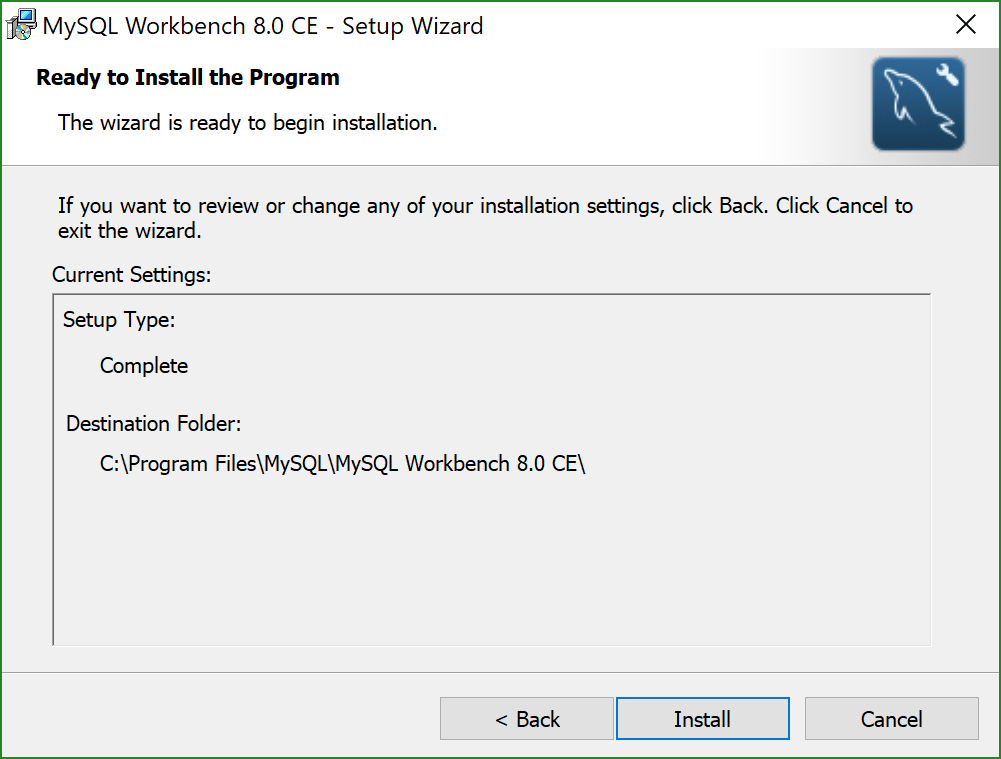 MySQL Workbench 8.0 CE - Setup Wizard
Ready to Install the Program
The wizard is ready to begin installation.
If you want to review or change any of your installation settings, click Back. Click Cancel to
exit the wizard.
Current Settings:
Setup Type:
Complete
Destination Folder:
C:\Program Files\MySQL\MySQL Workbench 8.0 CE\
< Back
Install
Cancel